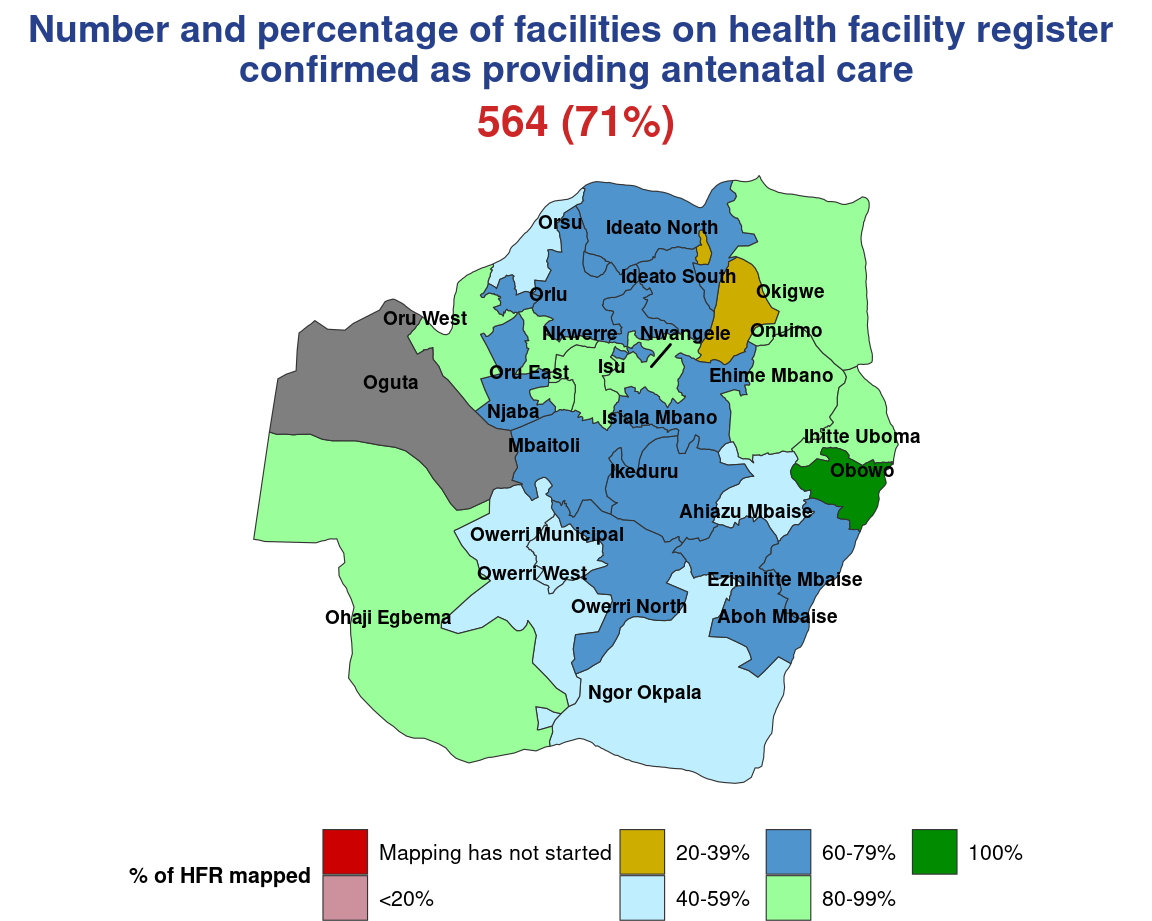 Number and percentage of facilities on health facility register
confirmed as providing antenatal care
564 (71%)
Orsu
Ideato North
Ideato South
Orlu
Okigwe
Oru West
Nkwerre
Nwangele
Onuimo
Isu
Oru East
Ehime Mbano
Oguta
Njaba
Isiala Mbano
Ihitte Uboma
Mbaitoli
Ikeduru
Obowo
Ahiazu Mbaise
Owerri Municipal
Owerri West
Ezinihitte Mbaise
Owerri North
Aboh Mbaise
Ohaji Egbema
Ngor Okpala
% of HFR mapped
Mapping has not started
<20%
20-39%
40-59%
60-79%
80-99%
100%